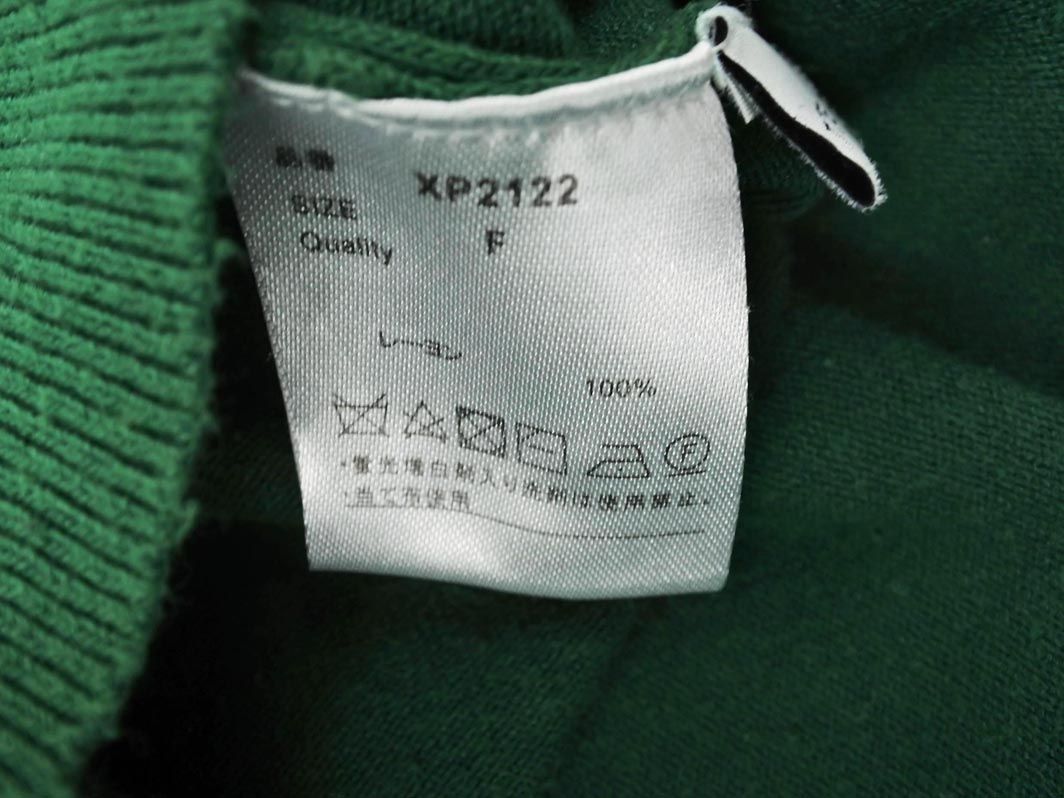 品番 XP2122
SIZE F
Quality
レーヨン
100%
F
・蛍光増白剤入り洗剤は使用禁止。
・当て布使用